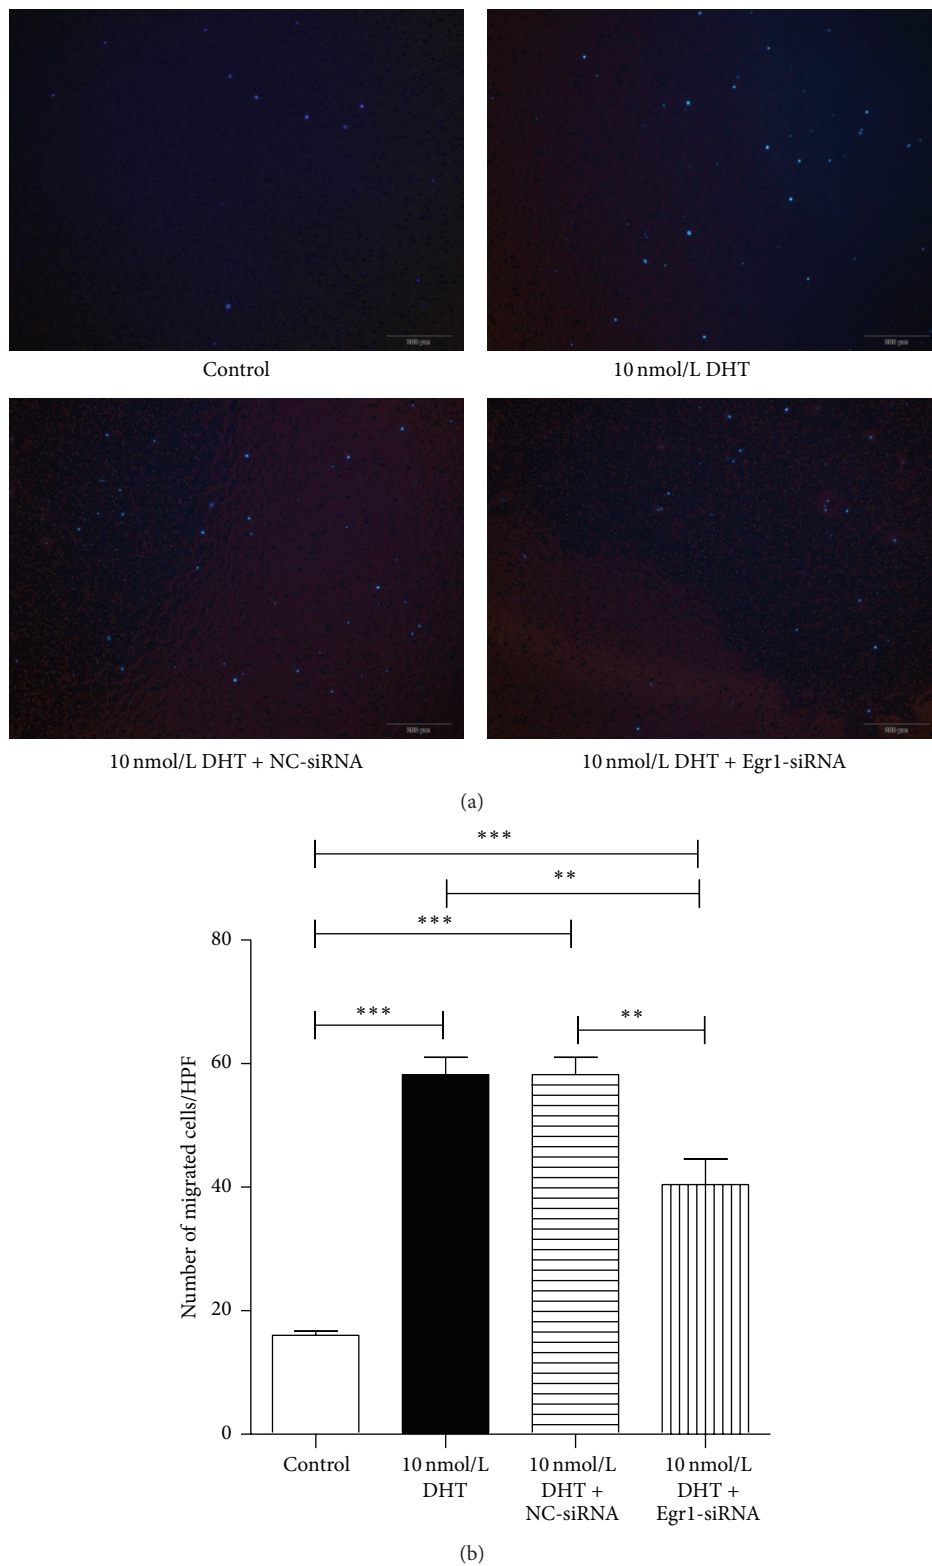 Control
10 nmol/L DHT
10 nmol/L DHT + NC-siRNA
10 nmol/L DHT + Egr1-siRNA
(a)
***
**
***
***
**
80
60
40
20
0
Number of migrated cells/HPF
Control
10 nmol/L
DHT
10 nmol/L
DHT +
NC-siRNA
10 nmol/L
DHT +
Egr1-siRNA
(b)